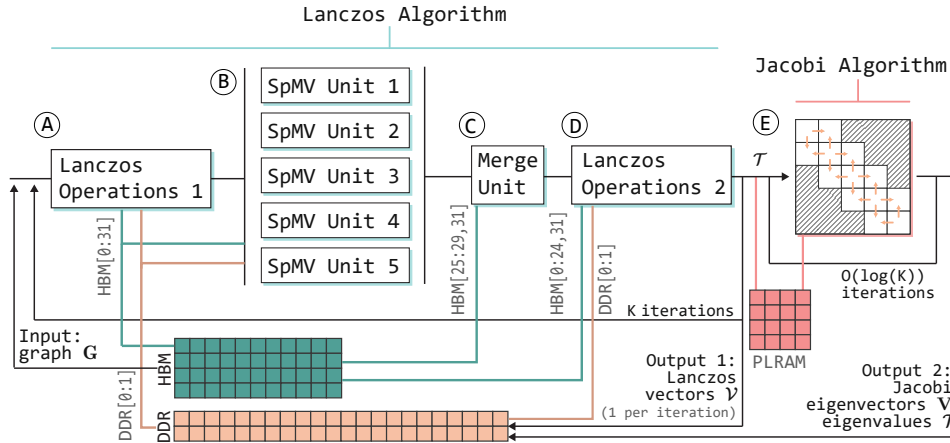 Lanczos Algorithm
Jacobi Algorithm
A
B
C
D
E
SpMV Unit 1
SpMV Unit 2
SpMV Unit 3
SpMV Unit 4
SpMV Unit 5
Lanczos
Operations 1
Merge
Unit
Lanczos
Operations 2
𝒯
HBM[0:31]
HBM[25:29,31]
HBM[0:24,31]
DDR[0:1]
O(log(K))
iterations
K iterations
Input:
graph G
HBM
PLRAM
DDR[0:1]
DDR
Output 1:
Lanczos
vectors 𝒱
(1 per iteration)
Output 2:
Jacobi
eigenvectors V
eigenvalues